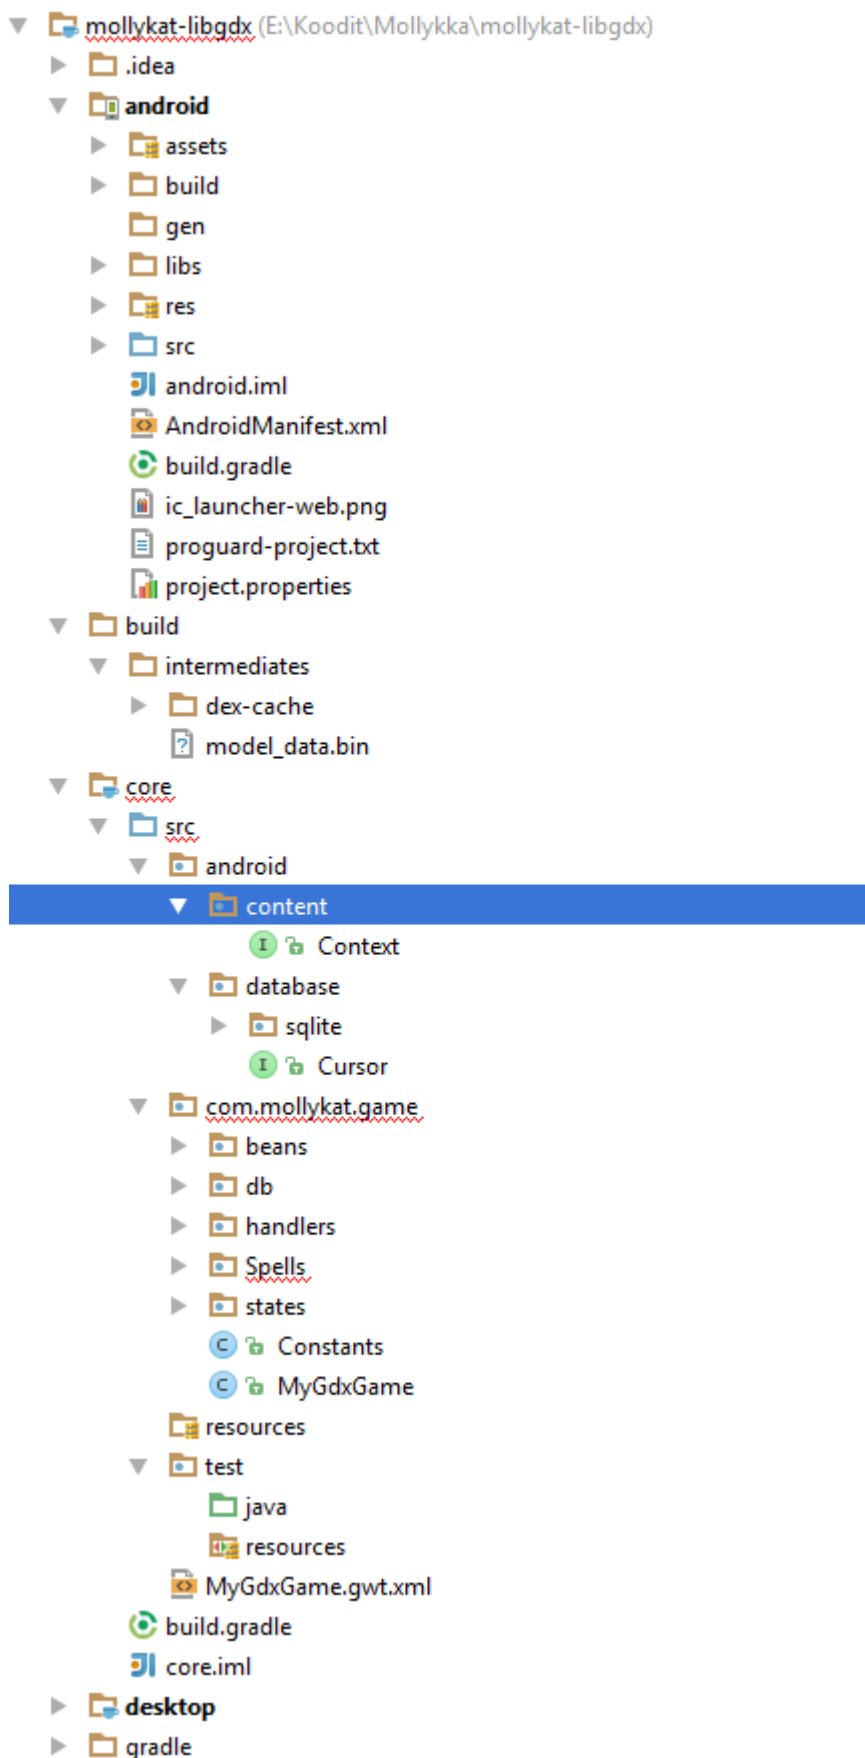 mollykat-libgdx (E:\Koodit\Mollykka\mollykat-libgdx)
.idea
android
assets
build
gen
libs
res
src
android.iml
AndroidManifest.xml
build.gradle
ic_launcher-web.png
proguard-project.txt
project.properties
build
intermediates
dex-cache
model_data.bin
core
src
android
content
Context
database
sqlite
Cursor
com.mollykat.game
beans
db
handlers
Spells
states
Constants
MyGdxGame
resources
test
java
resources
MyGdxGame.gwt.xml
build.gradle
core.iml
desktop
gradle